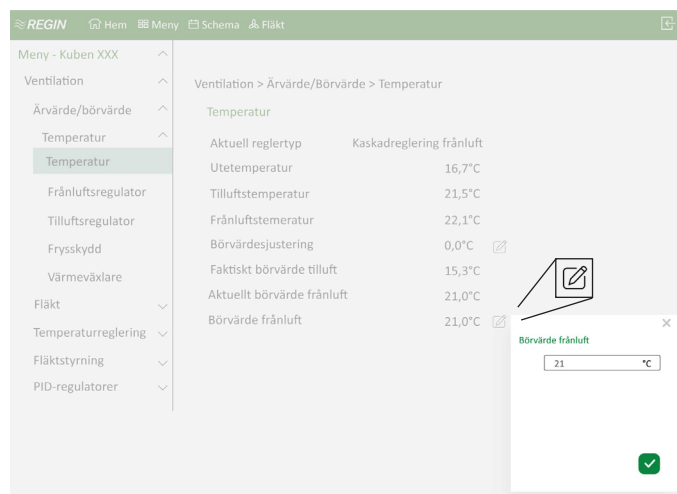 REGIN Hem Meny Schema Fläkt
Meny - Kuben XXX
Ventilation
Ärvärde/börvärde
Temperatur
Temperatur
Frånluftsregulator
Tilluftsregulator
Frysskydd
Värmeväxlare
Fläkt
Temperaturreglering
Fläktstyrning
PID-regulatorer
Ventilation > Ärvärde/Börvärde > Temperatur
Temperatur
Aktuell reglertyp Kaskadreglering frånluft
Utetemperatur 16,7°C
Tilluftstemperatur 21,5°C
Frånluftstemeratur 22,1°C
Börvärdesjustering 0,0°C
Faktiskt börvärde tilluft 15,3°C
Aktuellt börvärde frånluft 21,0°C
Börvärde frånluft 21,0°C
Börvärde frånluft
21 °C